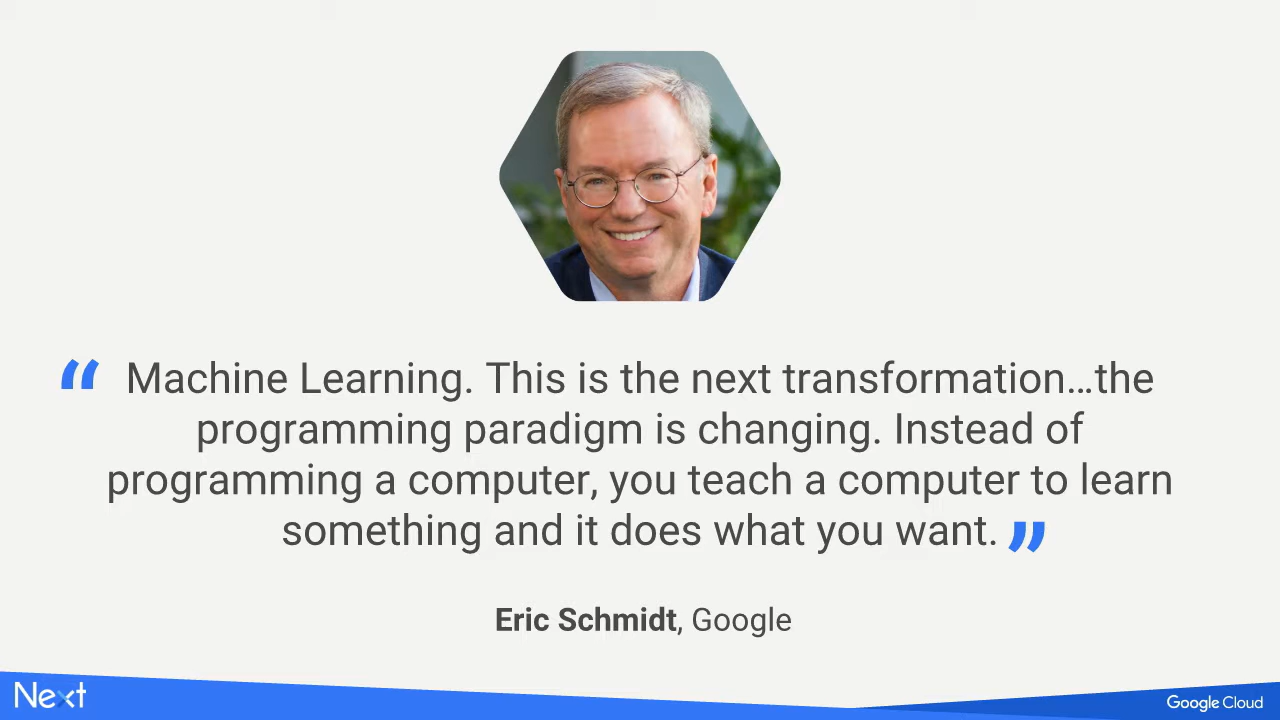 “ Machine Learning. This is the next transformation...the
programming paradigm is changing. Instead of
programming a computer, you teach a computer to learn
something and it does what you want. ”
Eric Schmidt, Google
Next
Google Cloud